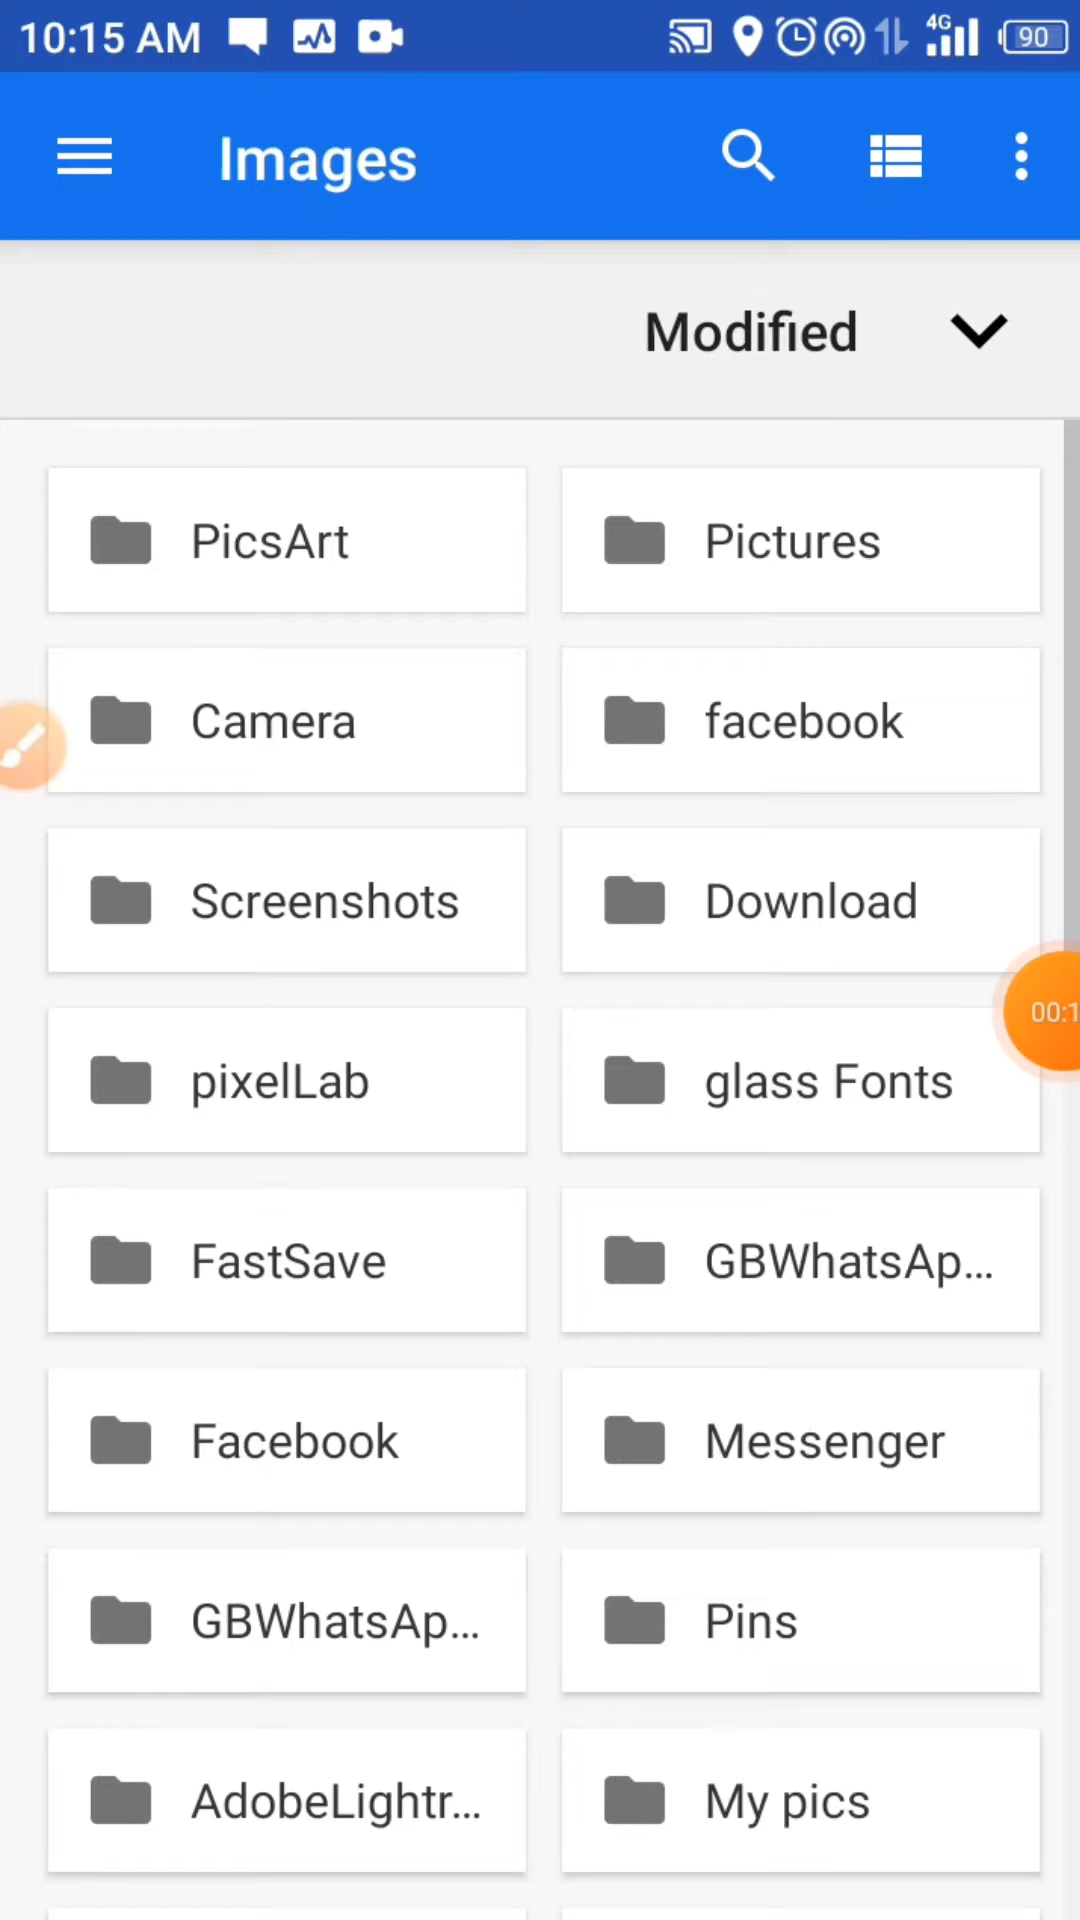 10:15 AM
4G
90
Images
Modified
PicsArt
Pictures
Camera
facebook
Screenshots
Download
00:1
pixelLab
glass Fonts
FastSave
GBWhatsAp...
Facebook
Messenger
GBWhatsAp...
Pins
AdobeLightr...
My pics